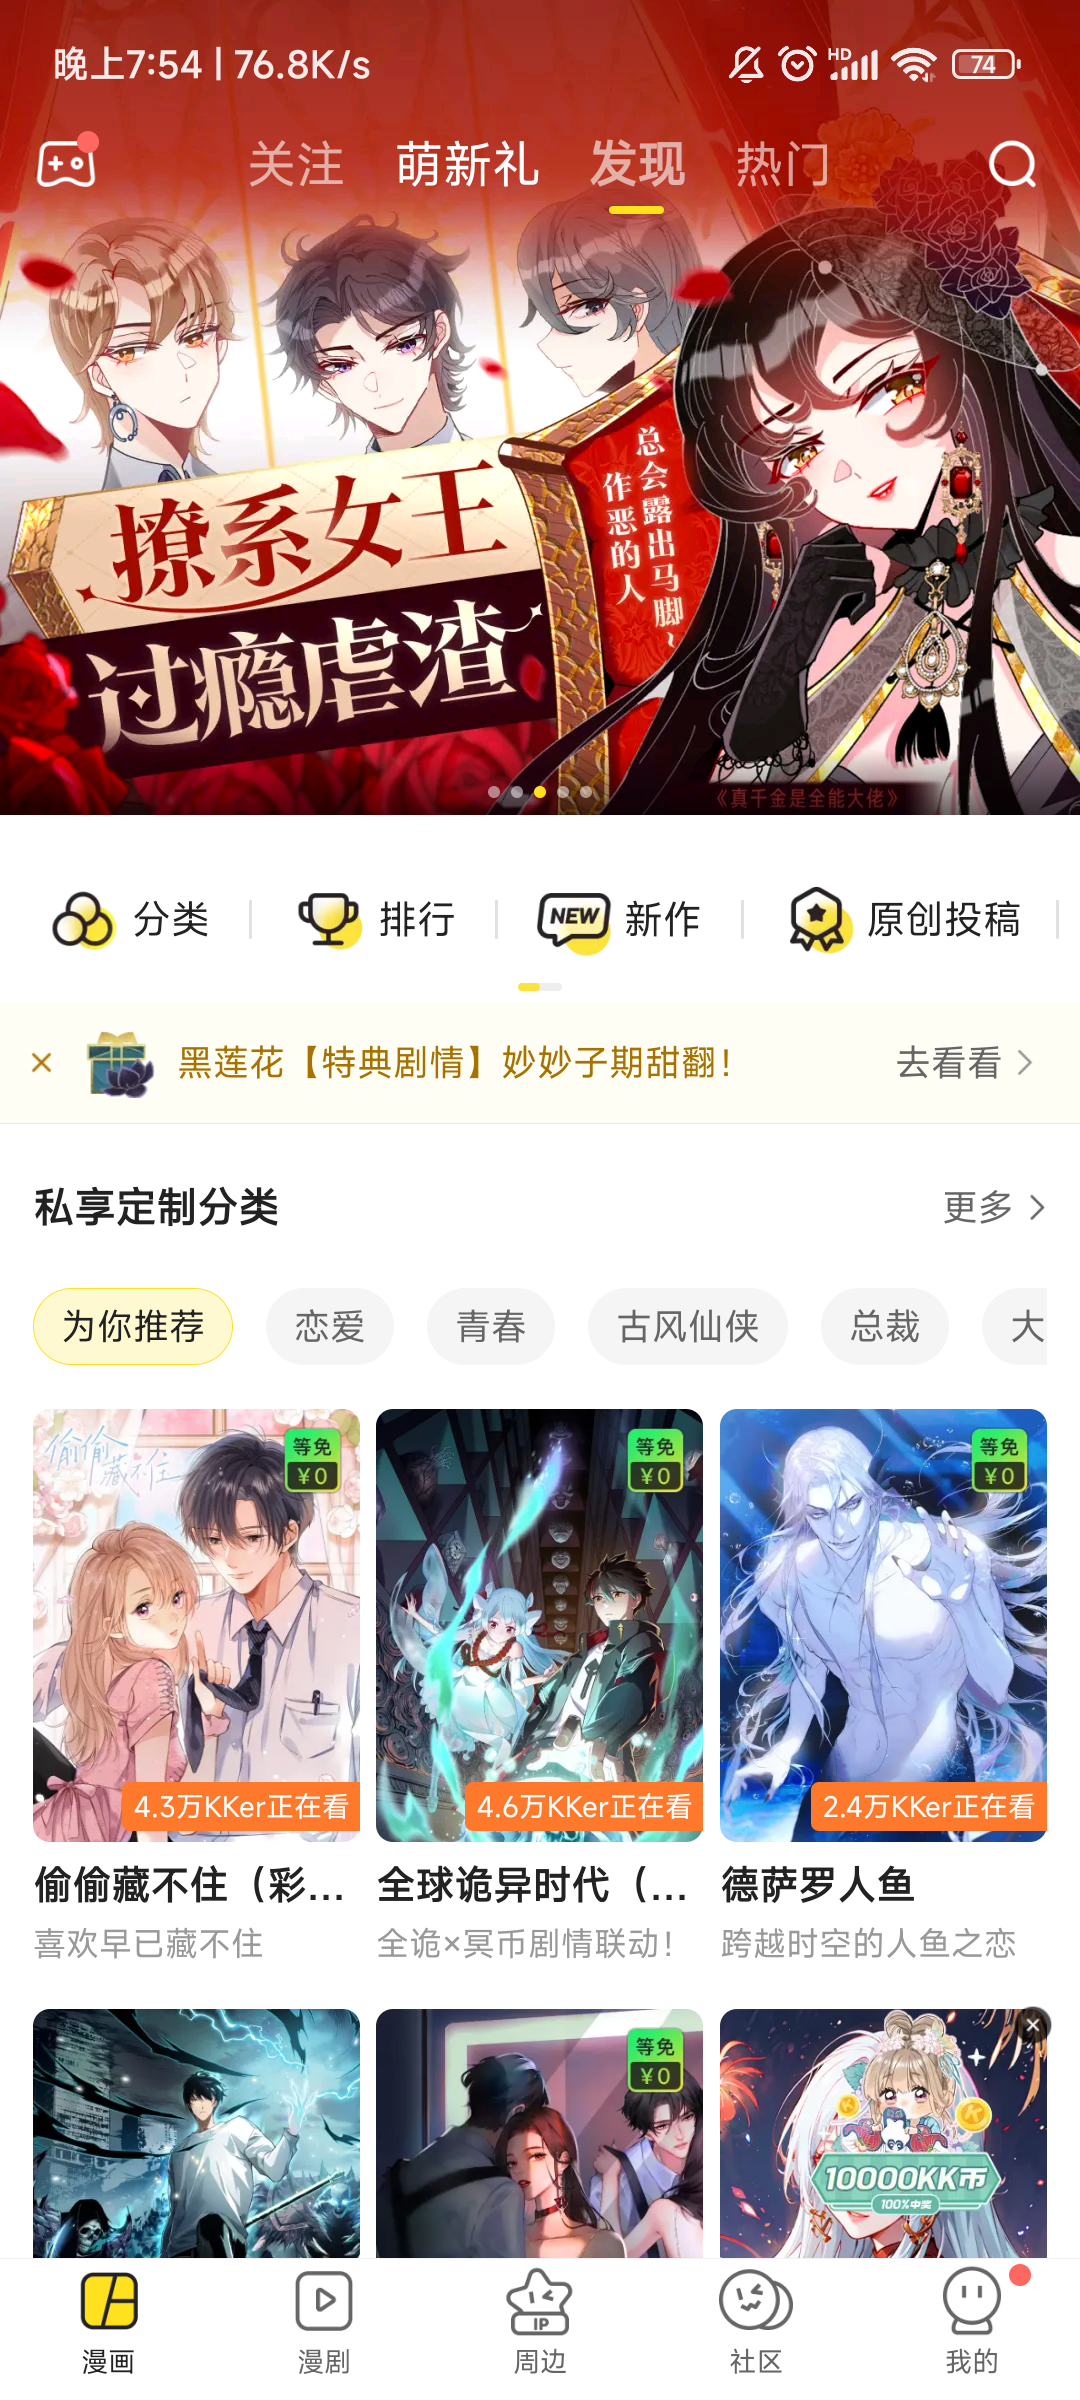 晚上7:54 | 76.8K/s
HD
74
关注
萌新礼
发现
热门
总会露出马脚~
作恶的人
撩系女王
过瘾虐渣
《真千金是全能大佬》
分类
排行
NEW
新作
原创投稿
黑莲花【特典剧情】妙妙子期甜翻！
去看看
私享定制分类
更多
为你推荐
恋爱
青春
古风仙侠
总裁
大
偷偷藏不住
等免
¥0
等免
¥0
等免
¥0
4.3万KKer正在看
4.6万KKer正在看
2.4万KKer正在看
偷偷藏不住（彩...
全球诡异时代（...
德萨罗人鱼
喜欢早已藏不住
全诡×冥币剧情联动！
跨越时空的人鱼之恋
等免
¥0
10000KK币
100%中奖
漫画
漫剧
IP
周边
社区
我的